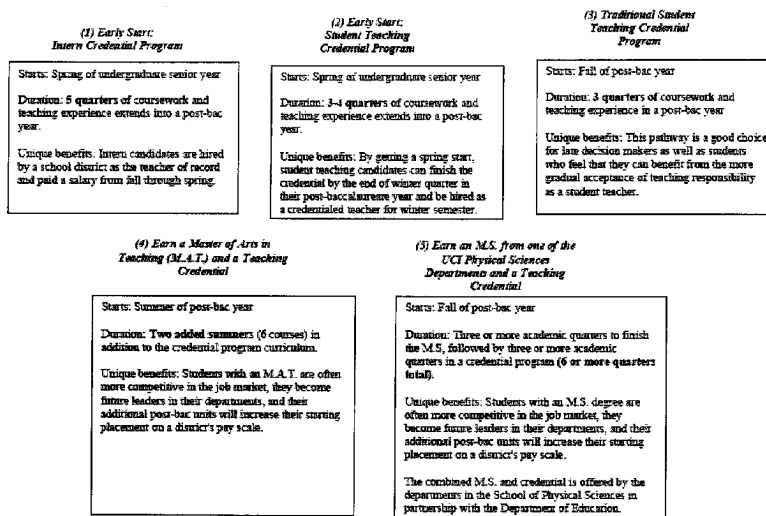 (1) Early Start:
Intern Credential Program
Starts: Spring of undergraduate senior year
Duration: 5 quarters of coursework and
teaching experience extends into a post-bac
year.
Unique benefits: Intern candidates are hired
by a school district as the teacher of record
and paid a salary from fall through spring.
(2) Early Start:
Student Teaching
Credential Program
Starts: Spring of undergraduate senior year
Duration: 3-4 quarters of coursework and
teaching experience extends into a post-bac
year.
Unique benefits: By getting a spring start,
student teaching candidates can finish the
credential by the end of winter quarter in
their post-baccalaureate year and be hired as
a credentialed teacher for winter semester.
(3) Traditional Student
Teaching Credential
Program
Starts: Fall of post-bac year
Duration: 3 quarters of coursework and
teaching experience in a post-bac year
Unique benefits: This pathway is a good choice
for late decision makers as well as students
who feel that they can benefit from the more
gradual acceptance of teaching responsibility
as a student teacher.
(4) Earn a Master of Arts in
Teaching (M.A.T.) and a Teaching
Credential
Starts: Summer of post-bac year
Duration: Two added summers (6 courses) in
addition to the credential program curriculum.
Unique benefits: Students with an M.A.T. are often
more competitive in the job market, they become
future leaders in their departments, and their
additional post-bac units will increase their starting
placement on a district's pay scale.
(5) Earn an M.S. from one of the
UCI Physical Sciences
Departments and a Teaching
Credential
Starts: Fall of post-bac year
Duration: Three or more academic quarters to finish
the M.S, followed by three or more academic
quarters in a credential program (6 or more quarters
total).
Unique benefits: Students with an M.S. degree are
often more competitive in the job market, they
become future leaders in their departments, and their
additional post-bac units will increase their starting
placement on a district's pay scale.
The combined M.S. and credential is offered by the
departments in the School of Physical Sciences in
partnership with the Department of Education.